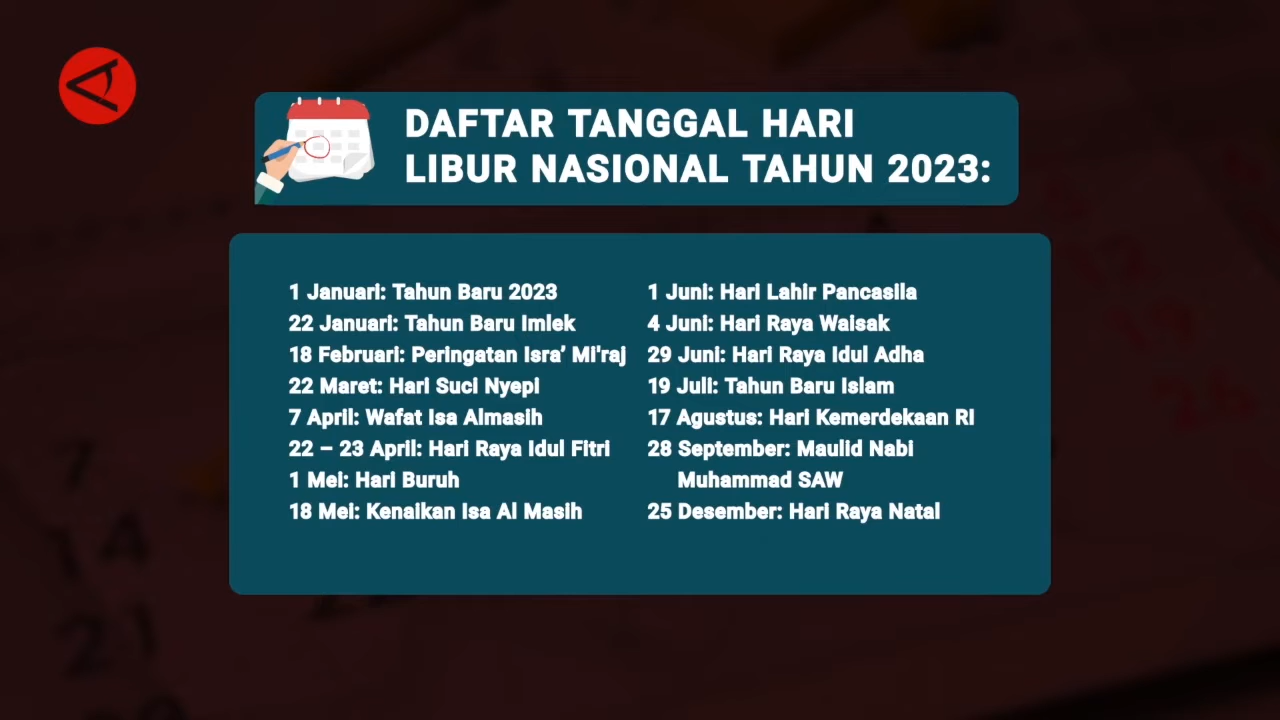 DAFTAR TANGGAL HARI
LIBUR NASIONAL TAHUN 2023:
1 Januari: Tahun Baru 2023
22 Januari: Tahun Baru Imlek
18 Februari: Peringatan Isra’ Mi'raj
22 Maret: Hari Suci Nyepi
7 April: Wafat Isa Almasih
22 – 23 April: Hari Raya Idul Fitri
1 Mei: Hari Buruh
18 Mei: Kenaikan Isa Al Masih
1 Juni: Hari Lahir Pancasila
4 Juni: Hari Raya Waisak
29 Juni: Hari Raya Idul Adha
19 Juli: Tahun Baru Islam
17 Agustus: Hari Kemerdekaan RI
28 September: Maulid Nabi
Muhammad SAW
25 Desember: Hari Raya Natal
7
14
21